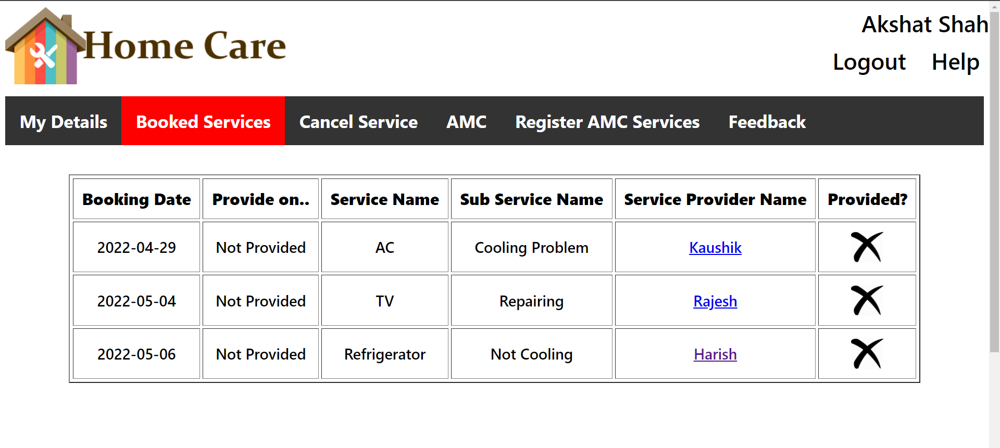 Home Care
Akshat Shah
Logout Help
My Details Booked Services Cancel Service AMC Register AMC Services Feedback
Booking Date Provide on.. Service Name Sub Service Name Service Provider Name Provided?
2022-04-29 Not Provided AC Cooling Problem Kaushik
2022-05-04 Not Provided TV Repairing Rajesh
2022-05-06 Not Provided Refrigerator Not Cooling Harish